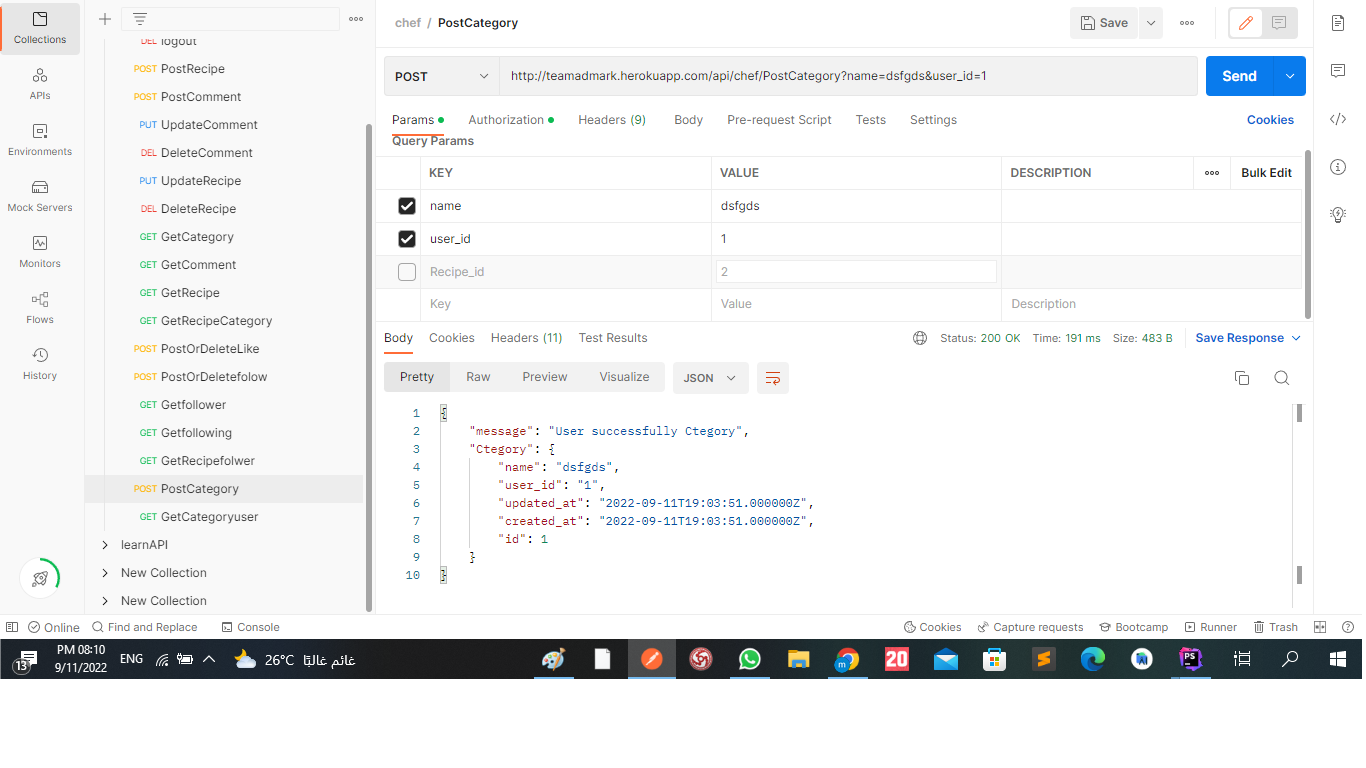 Collections
APIs
Environments
Mock Servers
Monitors
Flows
History
DEL logout
POST PostRecipe
POST PostComment
PUT UpdateComment
DEL DeleteComment
PUT UpdateRecipe
DEL DeleteRecipe
GET GetCategory
GET GetComment
GET GetRecipe
GET GetRecipeCategory
POST PostOrDeleteLike
POST PostOrDeletefolow
GET Getfollower
GET Getfollowing
GET GetRecipefolwer
POST PostCategory
GET GetCategoryuser
learnAPI
New Collection
New Collection
chef / PostCategory
Save
POST
http://teamadmark.herokuapp.com/api/chef/PostCategory?name=dsfgds&user_id=1
Send
Params Authorization Headers (9) Body Pre-request Script Tests Settings Cookies
Query Params
KEY VALUE DESCRIPTION Bulk Edit
name dsfgds
user_id 1
Recipe_id 2
Key Value Description
Body Cookies Headers (11) Test Results Status: 200 OK Time: 191 ms Size: 483 B Save Response
Pretty Raw Preview Visualize JSON
1 {
2 "message": "User successfully Ctegory",
3 "Ctegory": {
4 "name": "dsfgds",
5 "user_id": "1",
6 "updated_at": "2022-09-11T19:03:51.000000Z",
7 "created_at": "2022-09-11T19:03:51.000000Z",
8 "id": 1
9 }
10 }
Online Find and Replace Console Cookies Capture requests Bootcamp Runner Trash
13
PM 08:10
9/11/2022
ENG
26°C غائم غالبًا
20
PS